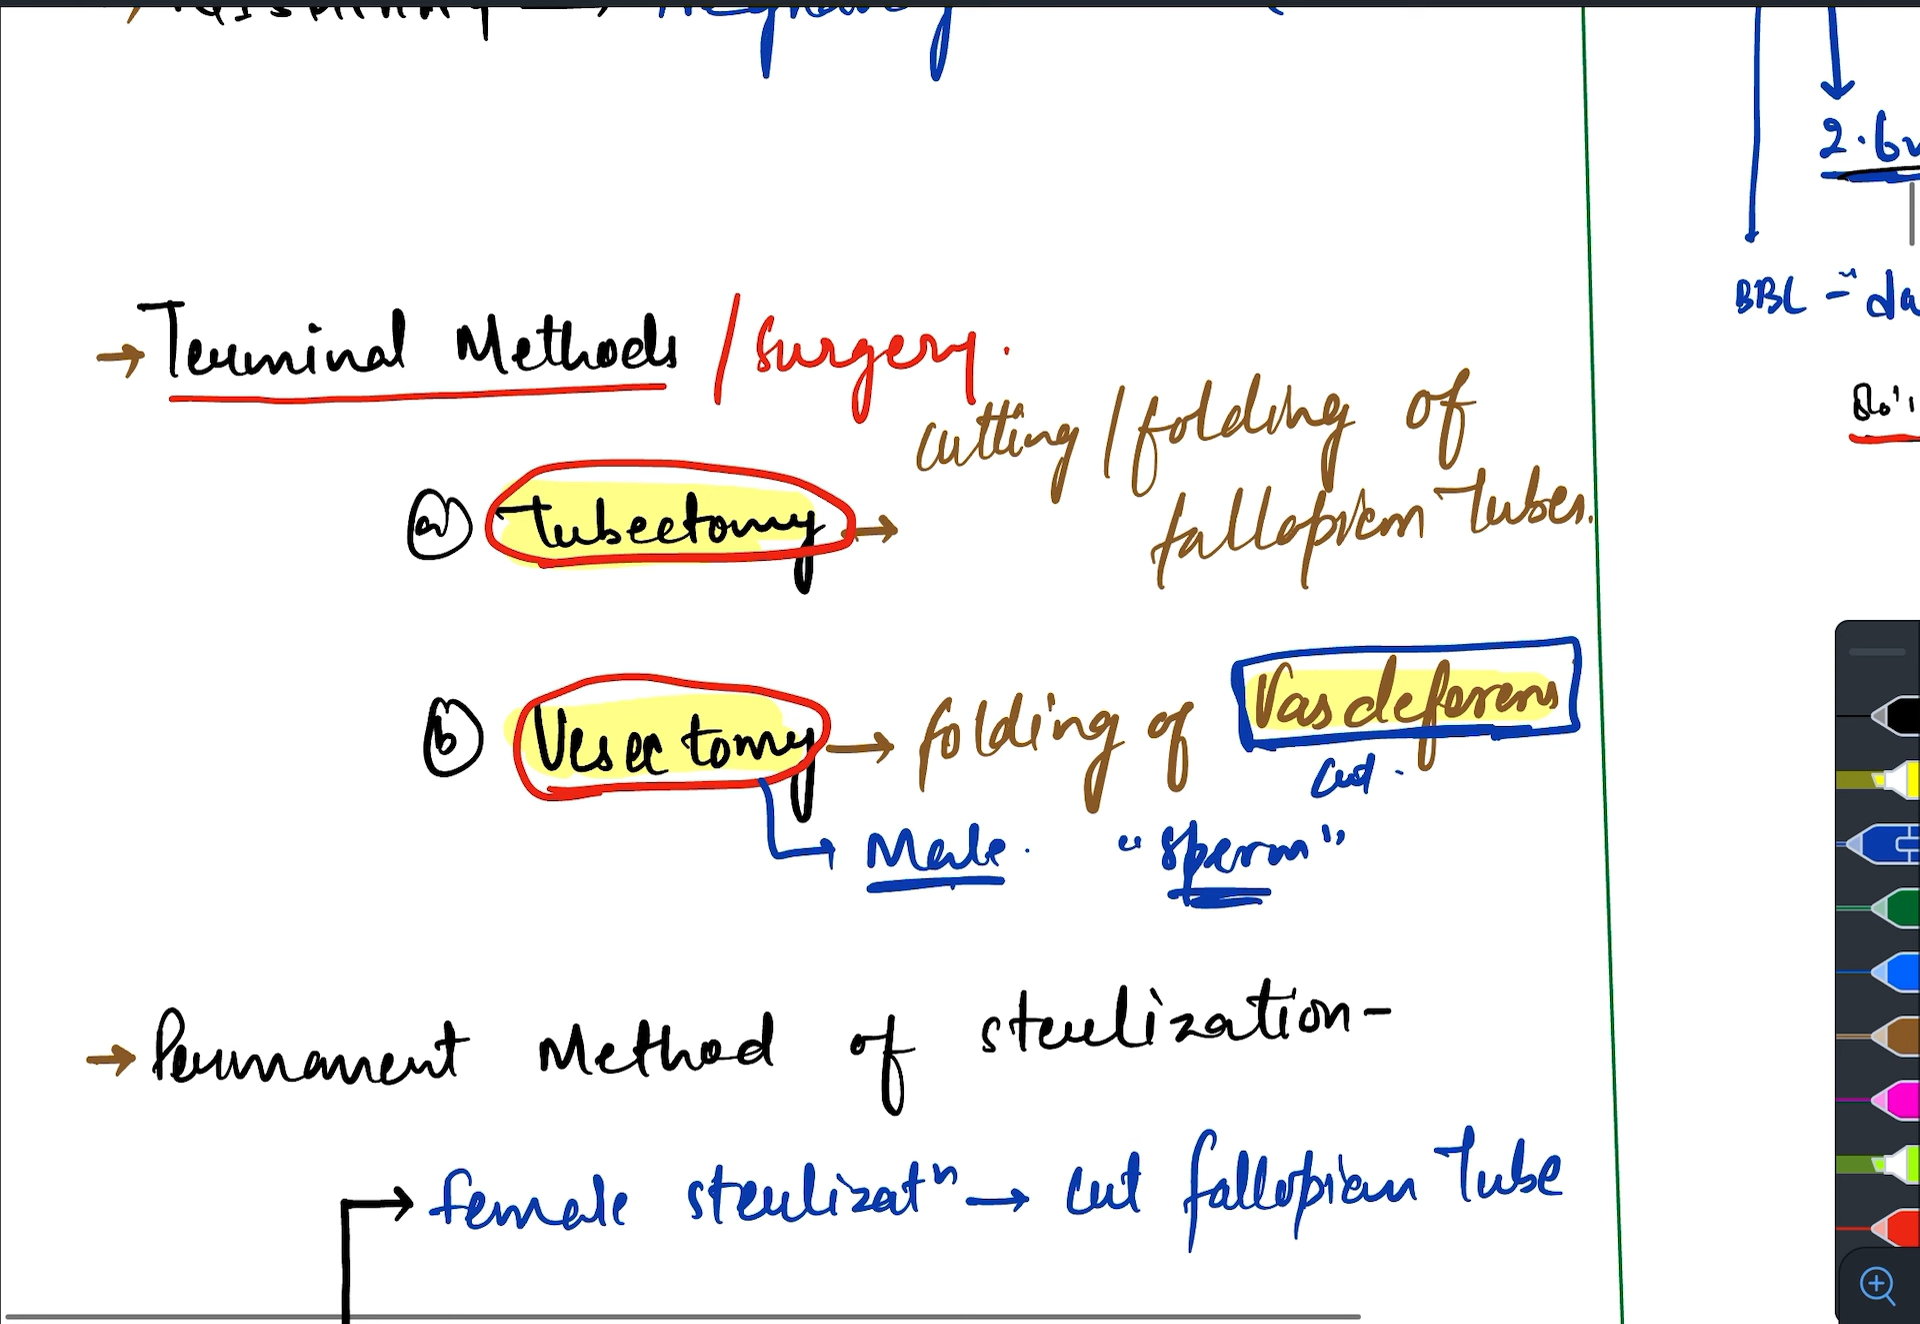 → Terminal Methods / Surgery.
cutting / folding of
fallopian Tubes.
(a) Tubectomy →
(b) Vesectomy → folding of Vas deferens
cut.
→ Male. "sperm"
→ Permanent Method of sterilization-
→ female sterilizatn → cut fallopian Tube
2.
BBL - "da